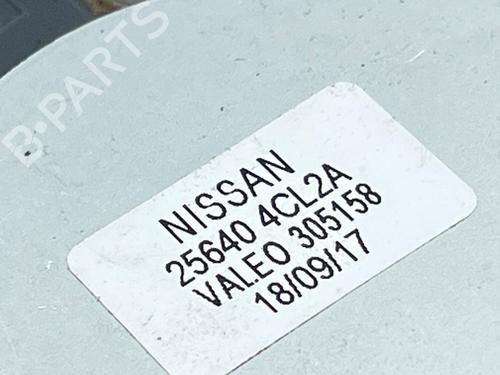 B-PARTS
NISSAN
25640 4CL2A
VALEO 305158
18/09/17